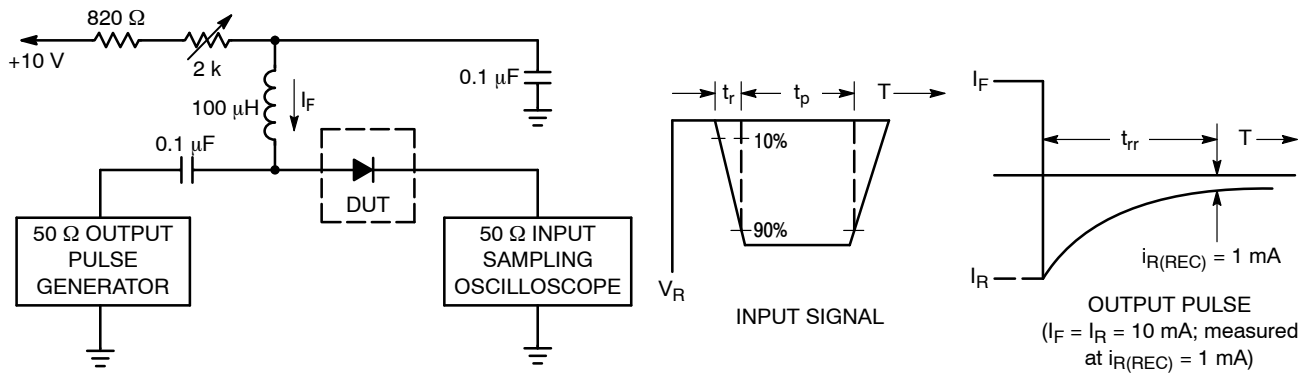 820 Ω
+10 V
2 k
100 μH
I_F
0.1 μF
0.1 μF
DUT
50 Ω OUTPUT
PULSE
GENERATOR
50 Ω INPUT
SAMPLING
OSCILLOSCOPE
t_r
t_p
T
10%
90%
V_R
INPUT SIGNAL
I_F
t_rr
T
i_R(REC) = 1 mA
I_R
OUTPUT PULSE
(I_F = I_R = 10 mA; measured
at i_R(REC) = 1 mA)